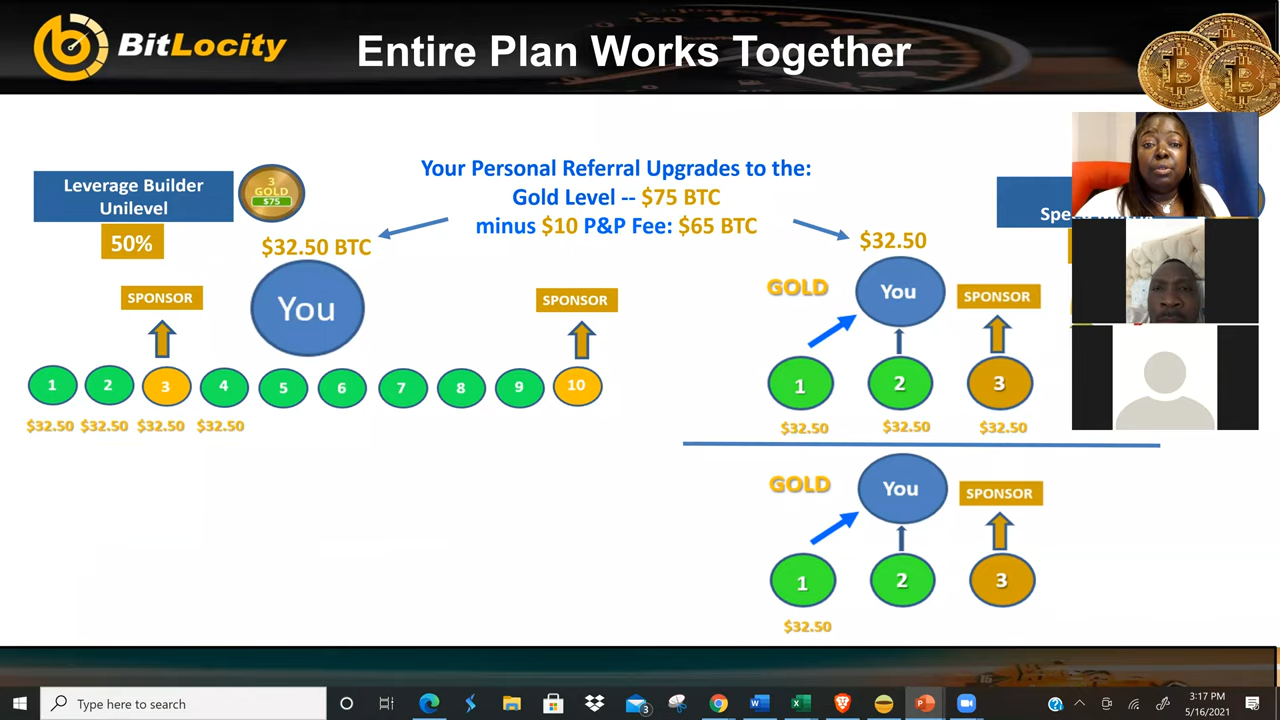 BitLocity
Entire Plan Works Together
Your Personal Referral Upgrades to the:
Gold Level -- $75 BTC
minus $10 P&P Fee: $65 BTC
Leverage Builder
Unilevel
3
GOLD
$75
50%
$32.50 BTC
SPONSOR
You
SPONSOR
1 2 3 4 5 6 7 8 9 10
$32.50 $32.50 $32.50 $32.50
$32.50
GOLD
You
SPONSOR
1 2 3
$32.50 $32.50 $32.50
GOLD
You
SPONSOR
1 2 3
$32.50
Type here to search
3
3:17 PM
5/16/2021